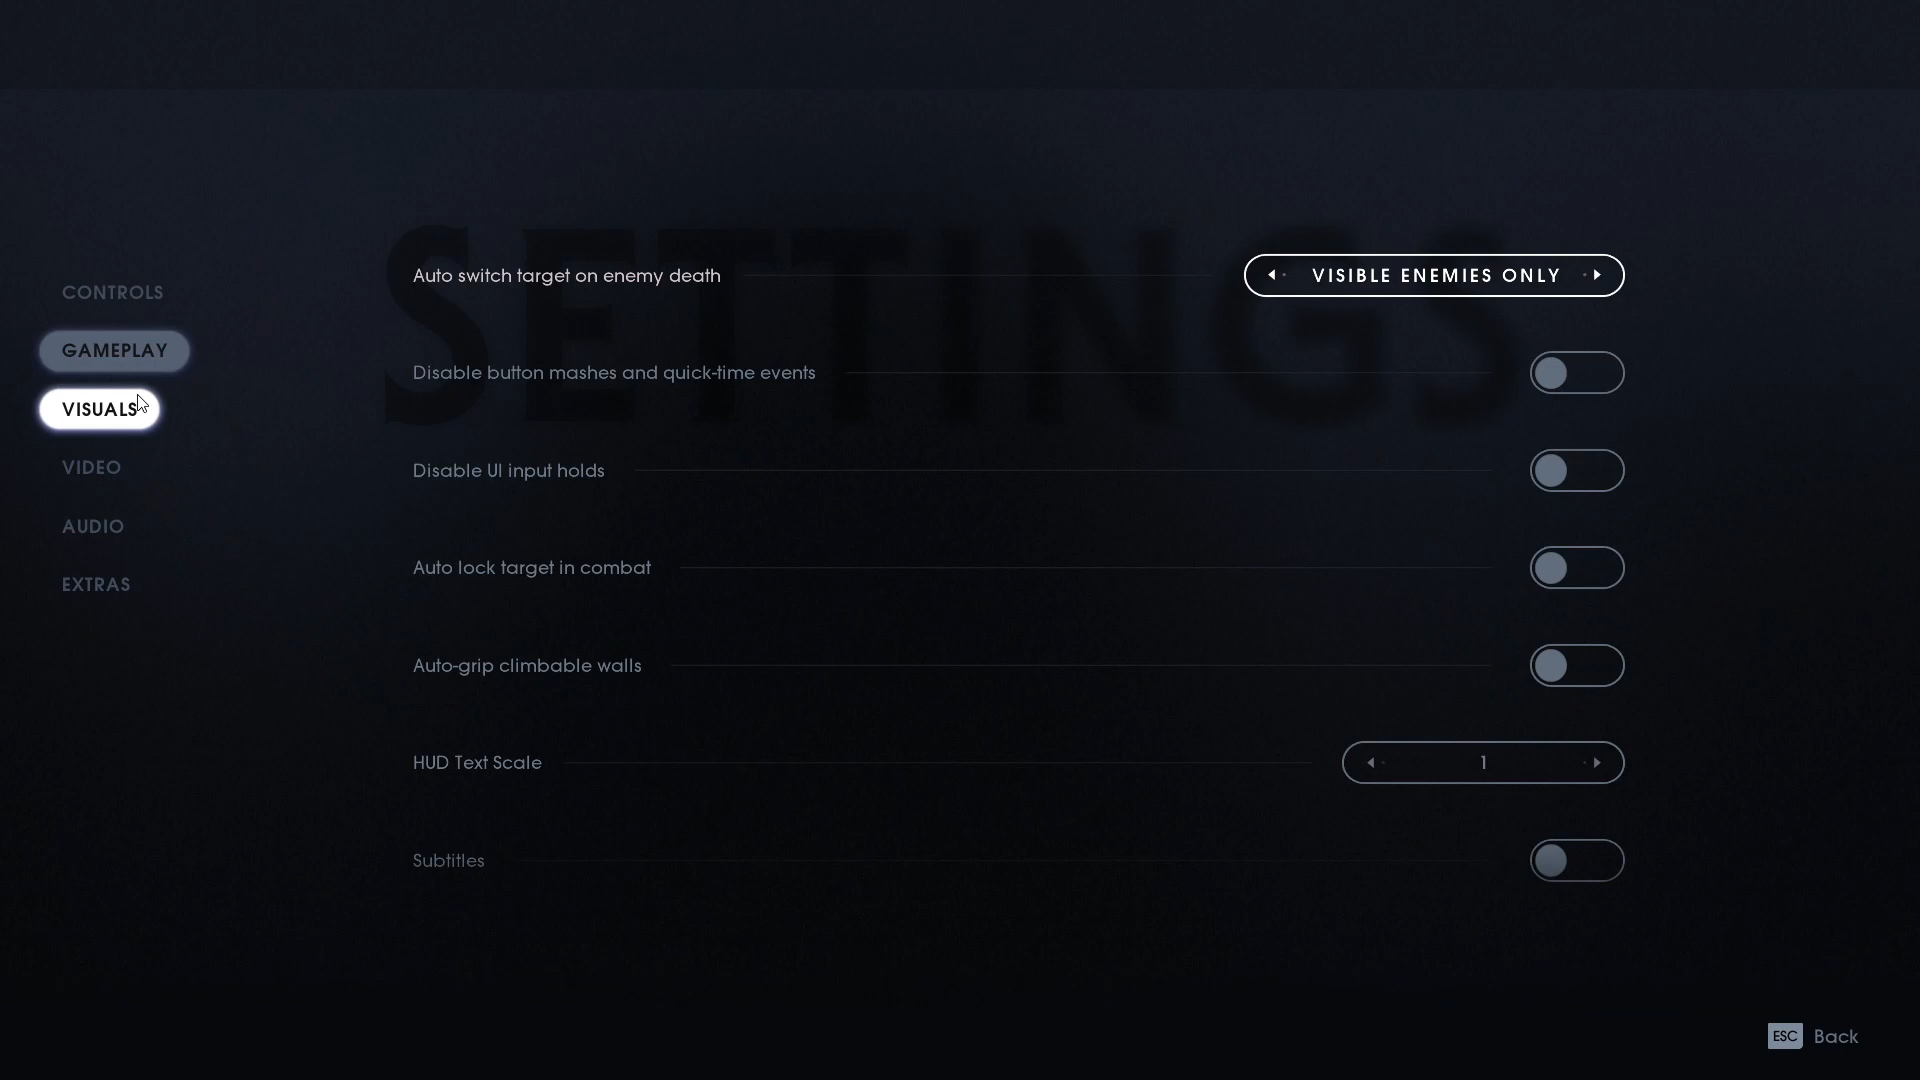 SETTINGS
CONTROLS
GAMEPLAY
VISUALS
VIDEO
AUDIO
EXTRAS
Auto switch target on enemy death
VISIBLE ENEMIES ONLY
Disable button mashes and quick-time events
Disable UI input holds
Auto lock target in combat
Auto-grip climbable walls
HUD Text Scale
1
Subtitles
ESC Back